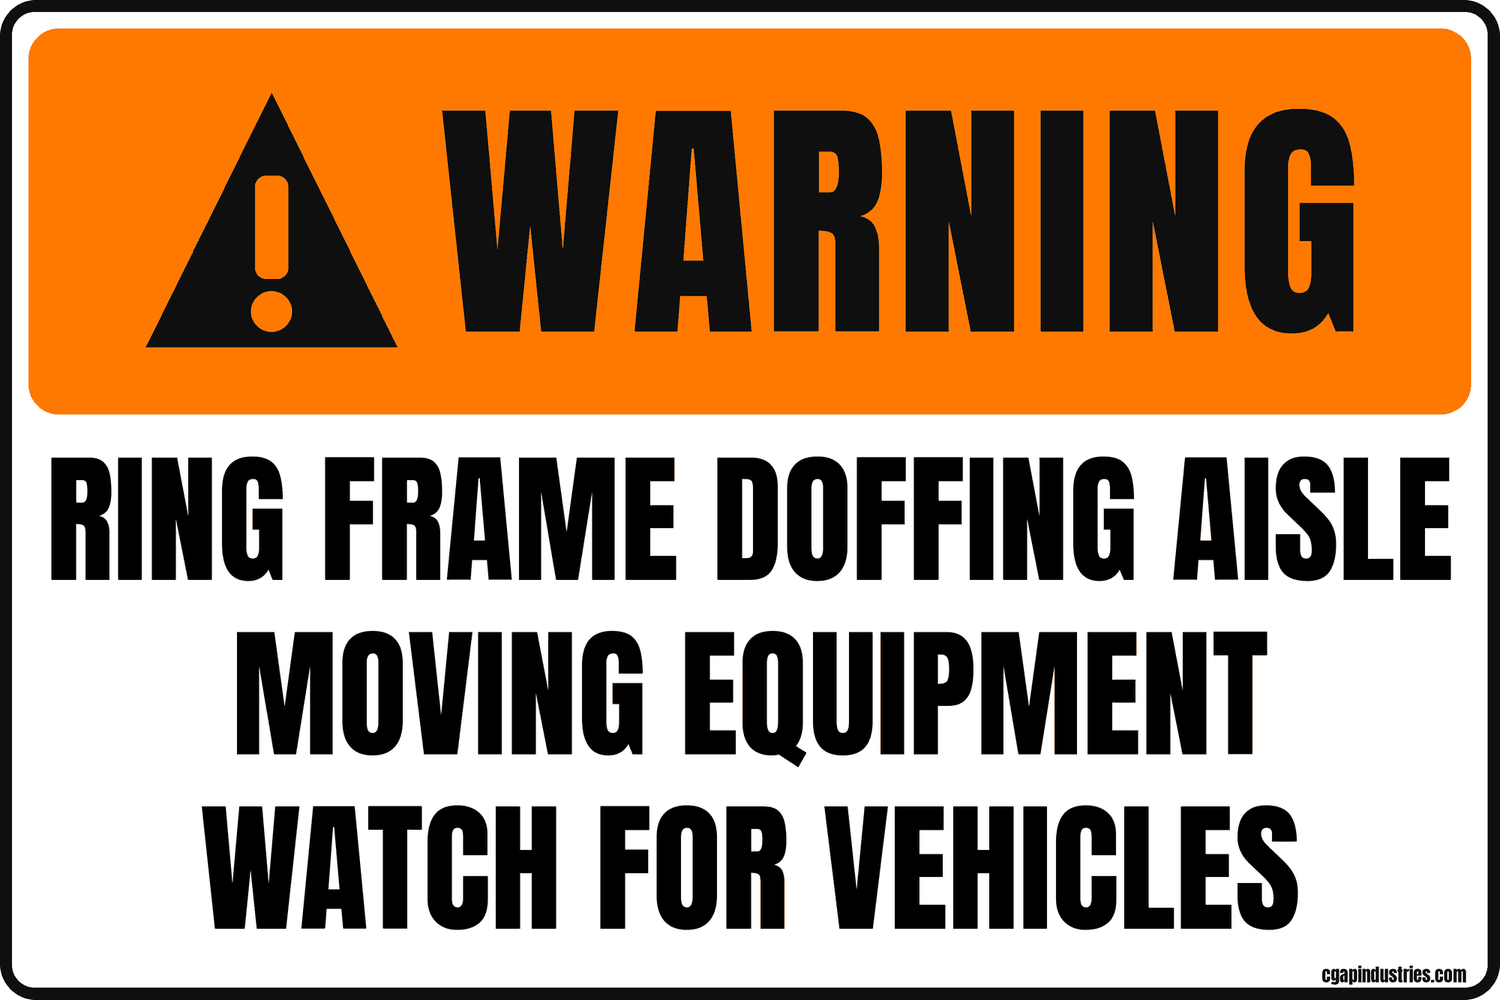 WARNING
RING FRAME DOFFING AISLE
MOVING EQUIPMENT
WATCH FOR VEHICLES
cgapindustries.com